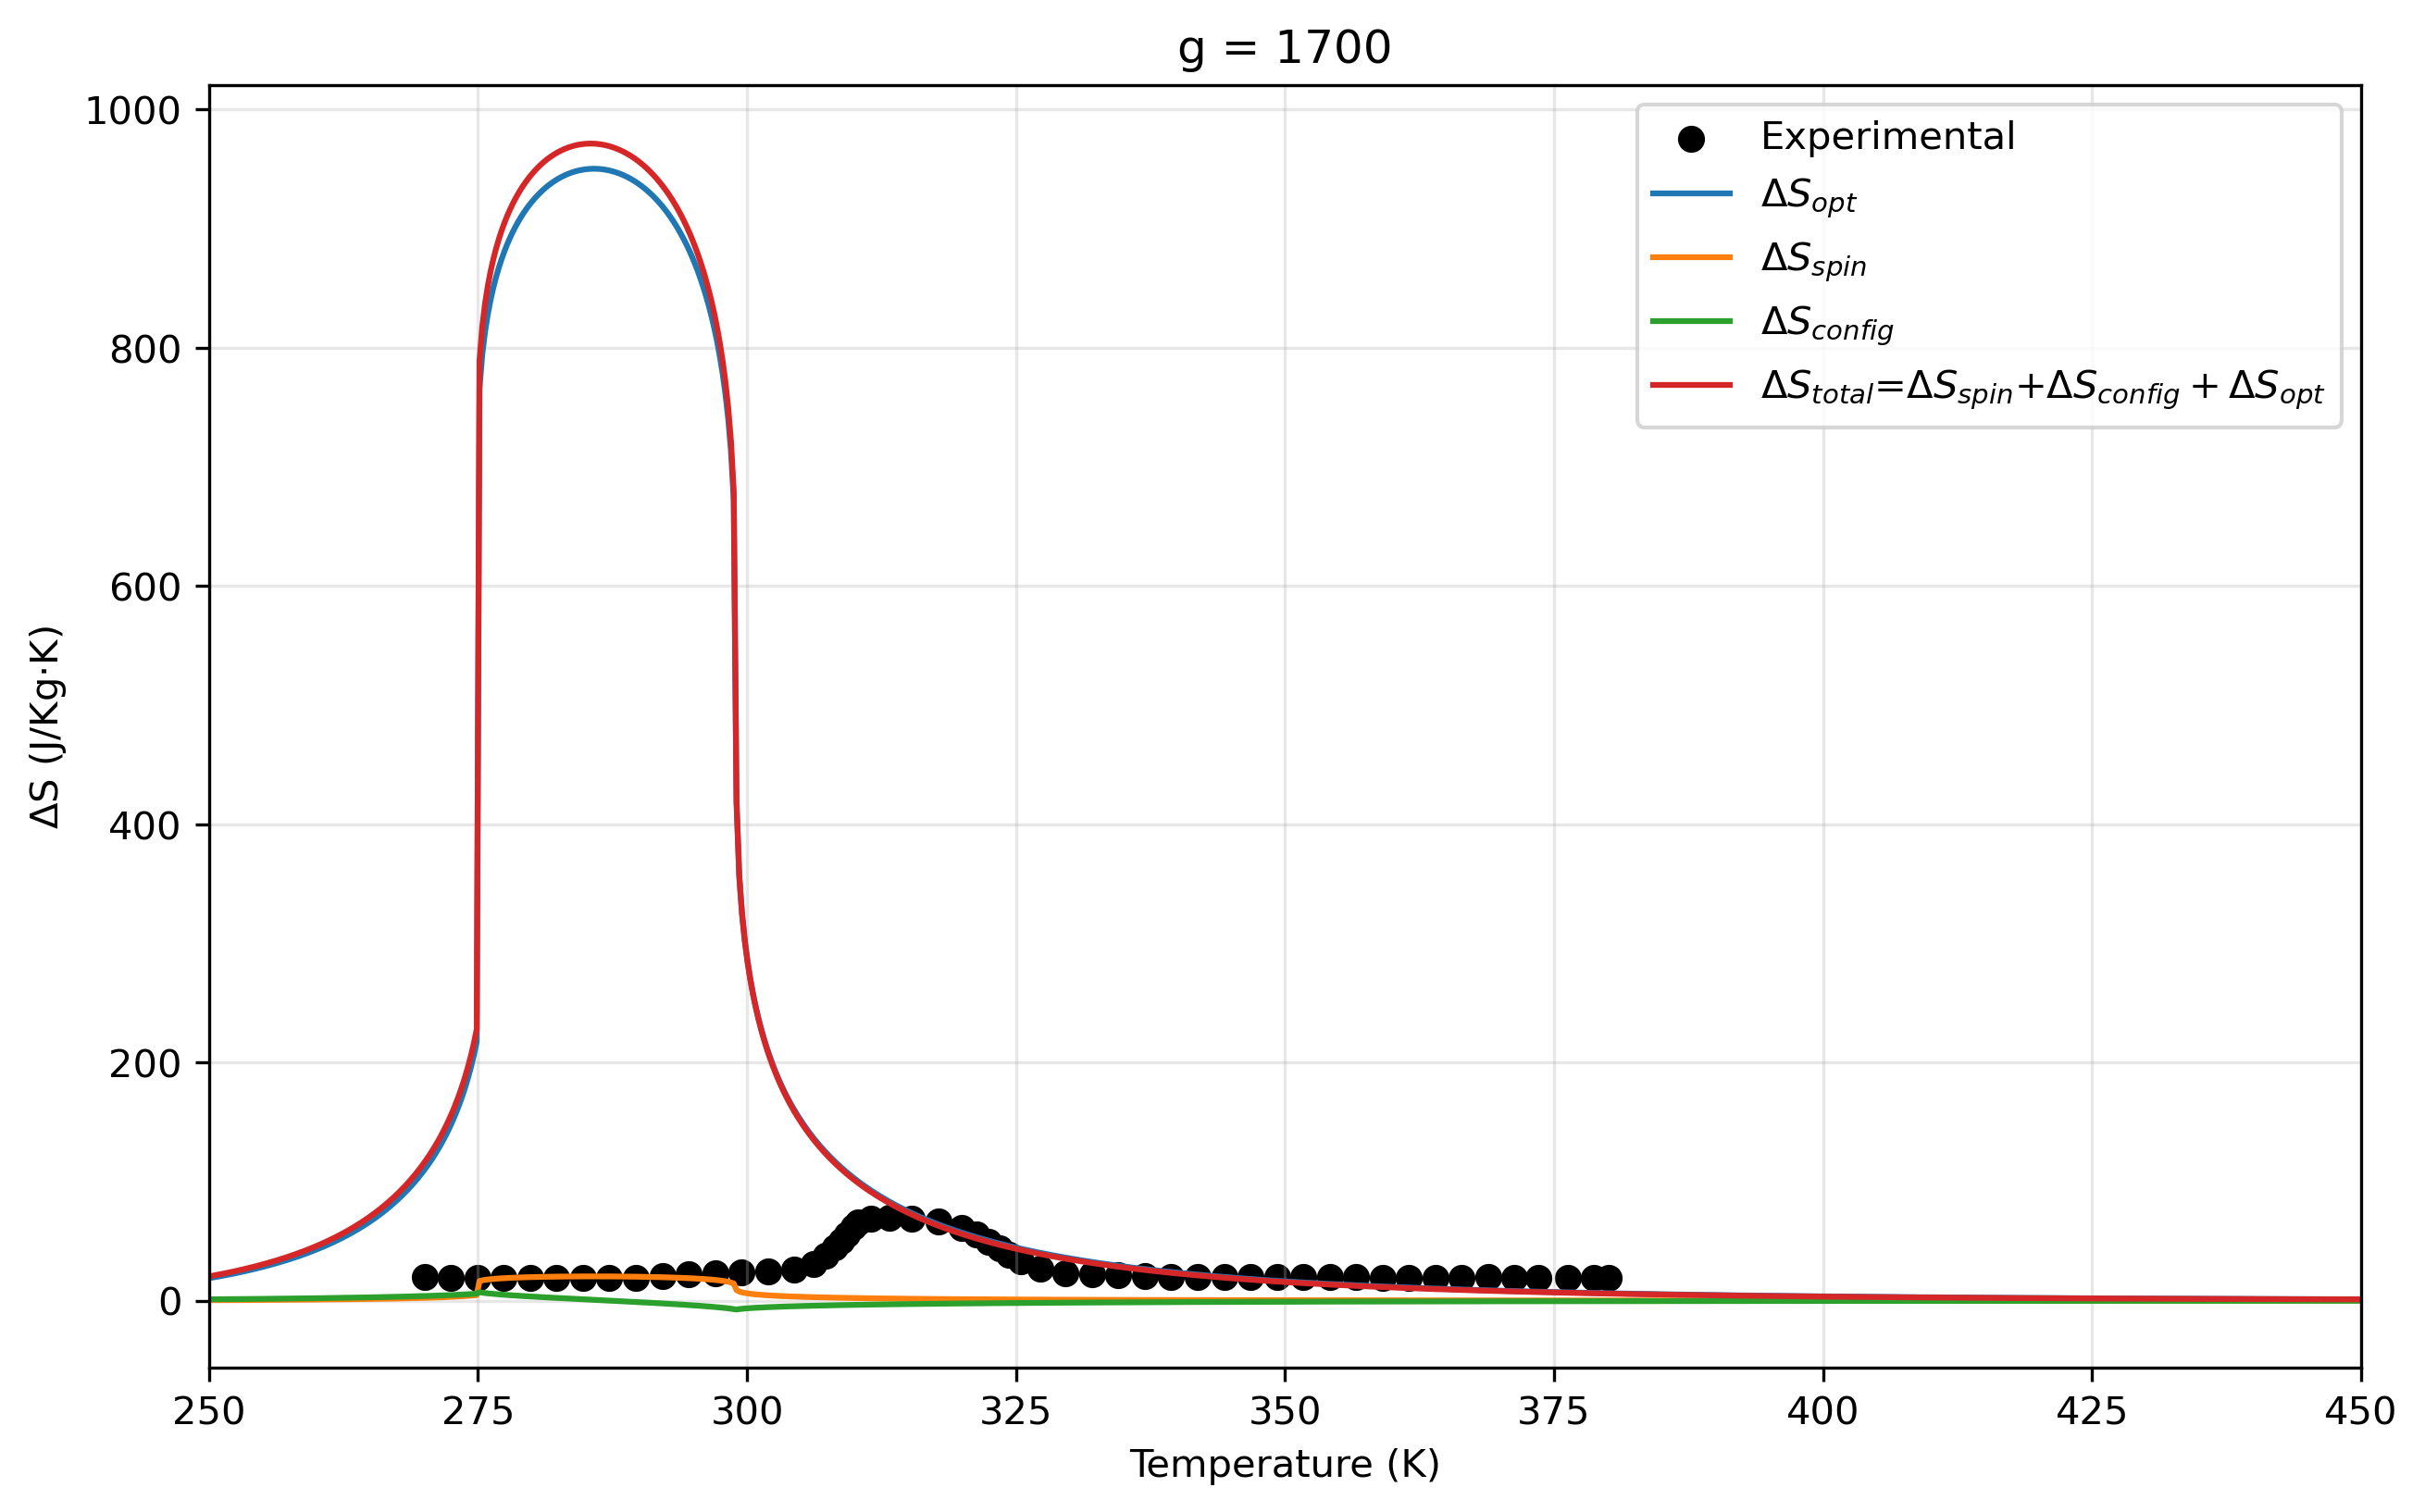 g = 1700
1000
800
600
400
200
0
ΔS (J/Kg·K)
Experimental
ΔS_opt
ΔS_spin
ΔS_config
ΔS_total=ΔS_spin+ΔS_config + ΔS_opt
250 275 300 325 350 375 400 425 450
Temperature (K)